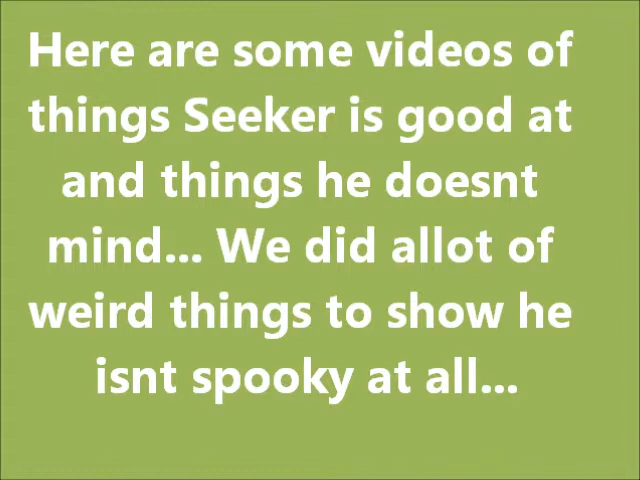 Here are some videos of
things Seeker is good at
and things he doesnt
mind... We did allot of
weird things to show he
isnt spooky at all...